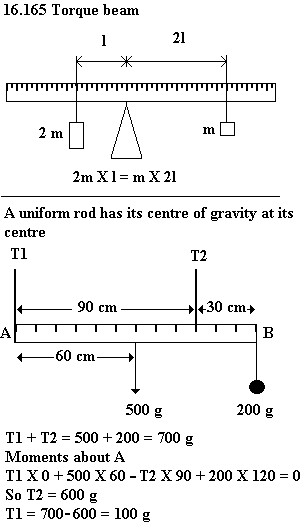 16.165 Torque beam
l 2l
2 m m
2m X l = m X 2l
A uniform rod has its centre of gravity at its
centre
T1 T2
90 cm 30 cm
A B
60 cm
500 g 200 g
T1 + T2 = 500 + 200 = 700 g
Moments about A
T1 X 0 + 500 X 60 - T2 X 90 + 200 X 120 = 0
So T2 = 600 g
T1 = 700-600 = 100 g